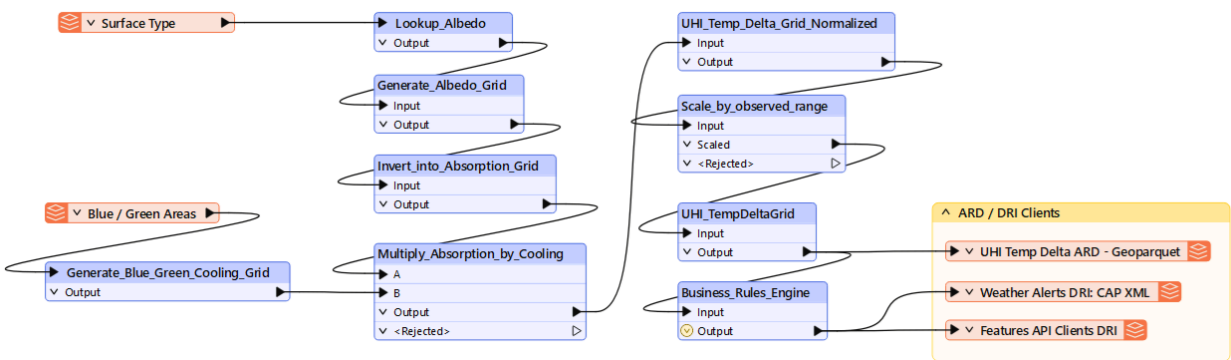 Surface Type
Lookup_Albedo
Output
Generate_Albedo_Grid
Input
Output
Invert_into_Absorption_Grid
Input
Output
Blue / Green Areas
Generate_Blue_Green_Cooling_Grid
Output
Multiply_Absorption_by_Cooling
A
B
Output
<Rejected>
UHI_Temp_Delta_Grid_Normalized
Input
Output
Scale_by_observed_range
Input
Scaled
<Rejected>
UHI_TempDeltaGrid
Input
Output
Business_Rules_Engine
Input
Output
ARD / DRI Clients
UHI Temp Delta ARD - Geoparquet
Weather Alerts DRI: CAP XML
Features API Clients DRI